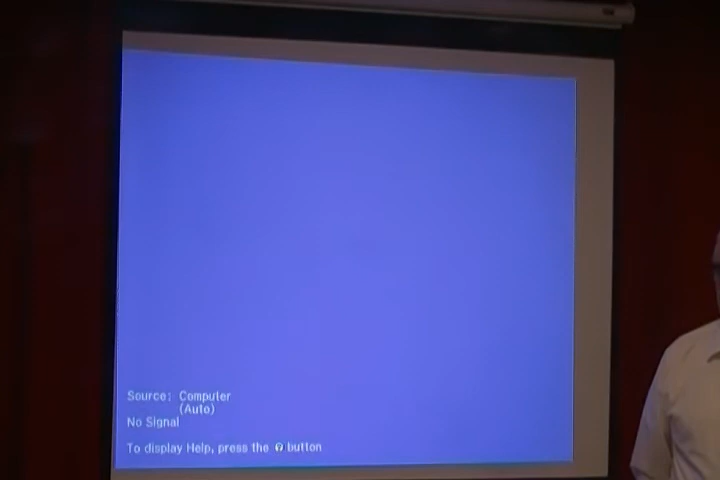 Source: Computer
(Auto)
No Signal
To display Help, press the ? button